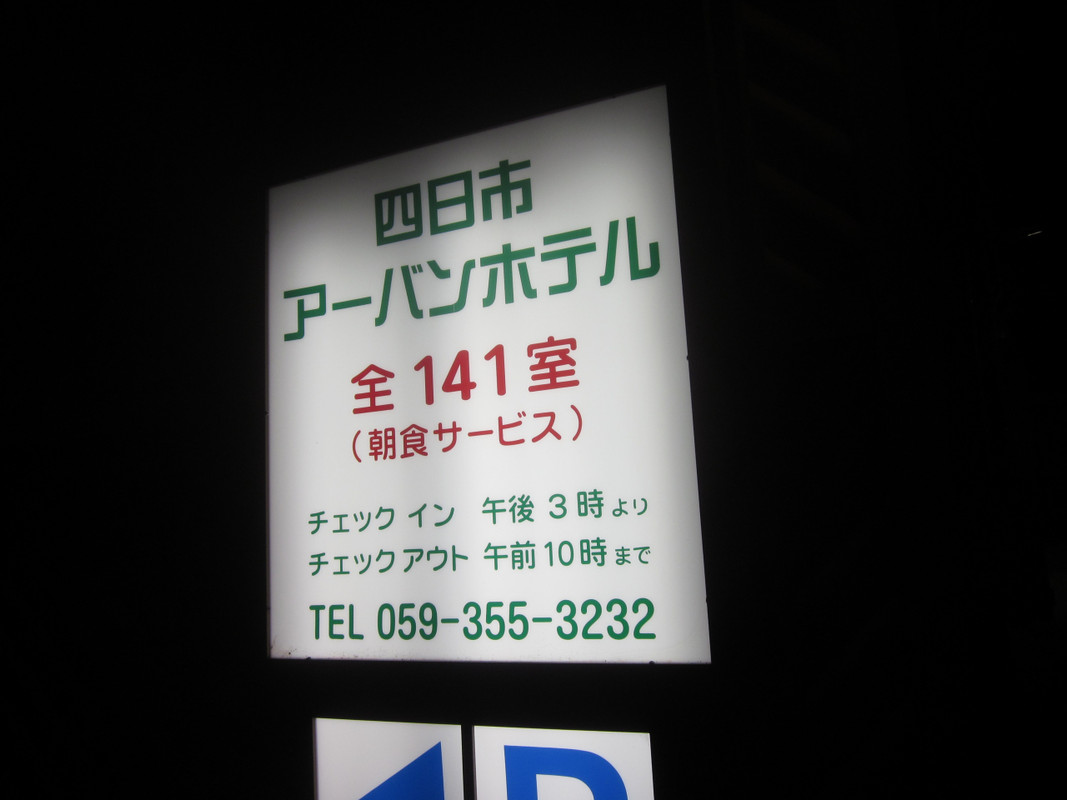 四日市
アーバンホテル
全141室
(朝食サービス)
チェック イン 午後 3時より
チェック アウト 午前10時まで
TEL 059-355-3232
P